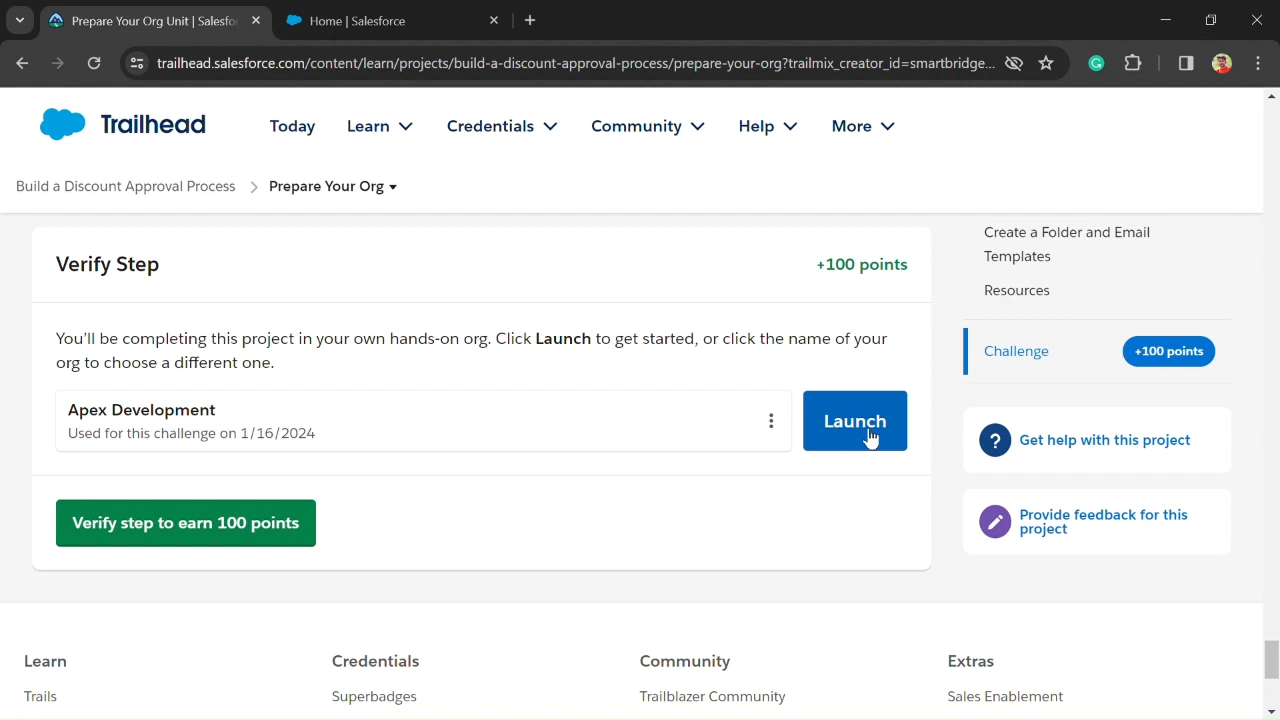 Prepare Your Org Unit | Salesfo
Home | Salesforce
trailhead.salesforce.com/content/learn/projects/build-a-discount-approval-process/prepare-your-org?trailmix_creator_id=smartbridge...
Trailhead
Today
Learn
Credentials
Community
Help
More
Build a Discount Approval Process
Prepare Your Org
Create a Folder and Email
Templates
Resources
Challenge
+100 points
Get help with this project
Provide feedback for this
project
Verify Step
+100 points
You'll be completing this project in your own hands-on org. Click Launch to get started, or click the name of your
org to choose a different one.
Apex Development
Used for this challenge on 1/16/2024
Launch
Verify step to earn 100 points
Learn
Credentials
Community
Extras
Trails
Superbadges
Trailblazer Community
Sales Enablement